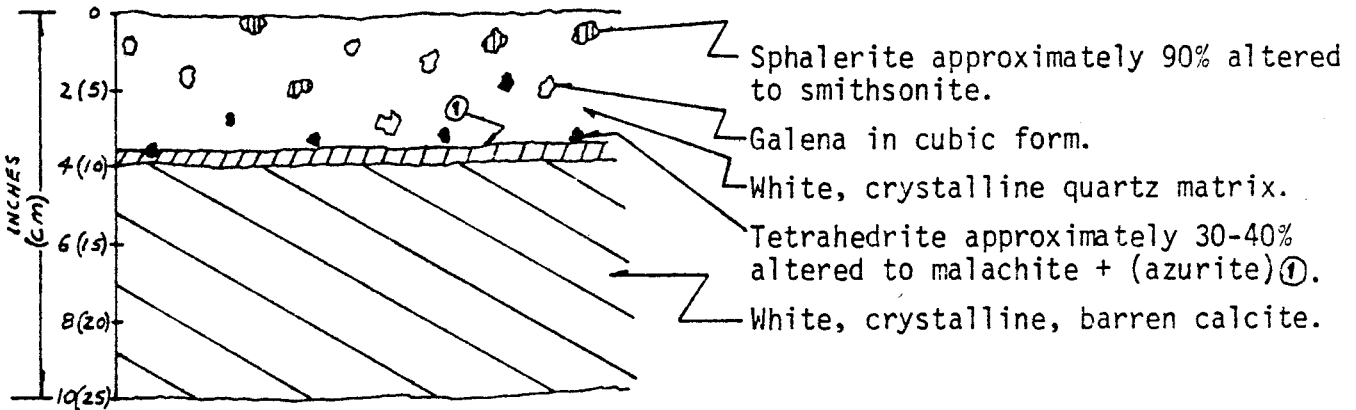 0
2(5)
4(10)
6(15)
8(20)
10(25)
INCHES
(cm)
①
Sphalerite approximately 90% altered
to smithsonite.
Galena in cubic form.
White, crystalline quartz matrix.
Tetrahedrite approximately 30-40%
altered to malachite + (azurite)①.
White, crystalline, barren calcite.